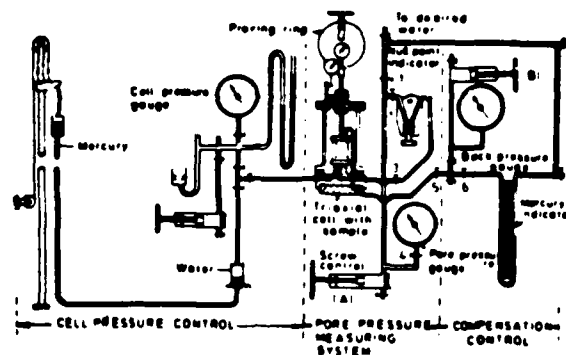 Proving ring
To deaired
water
Null point
indicator
Cell pressure
gauge
Mercury
Back pressure
gauge
Triaxial
cell with
sample
Mercury
indicator
Water
Screw
control
(A)
Pore pressure
gauge
CELL PRESSURE CONTROL
PORE PRESSURE
MEASURING
SYSTEM
COMPENSATION
CONTROL